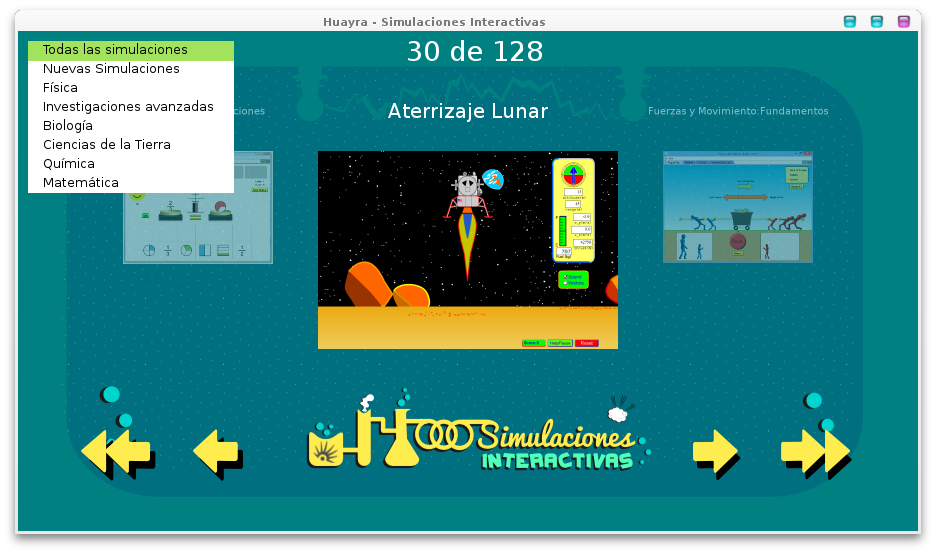 Huayra - Simulaciones Interactivas
30 de 128
Todas las simulaciones
Nuevas Simulaciones
Física
Investigaciones avanzadas
Biología
Ciencias de la Tierra
Química
Matemática
Aterrizaje Lunar
Fuerzas y Movimiento:Fundamentos
Simulaciones
INTERACTIVAS